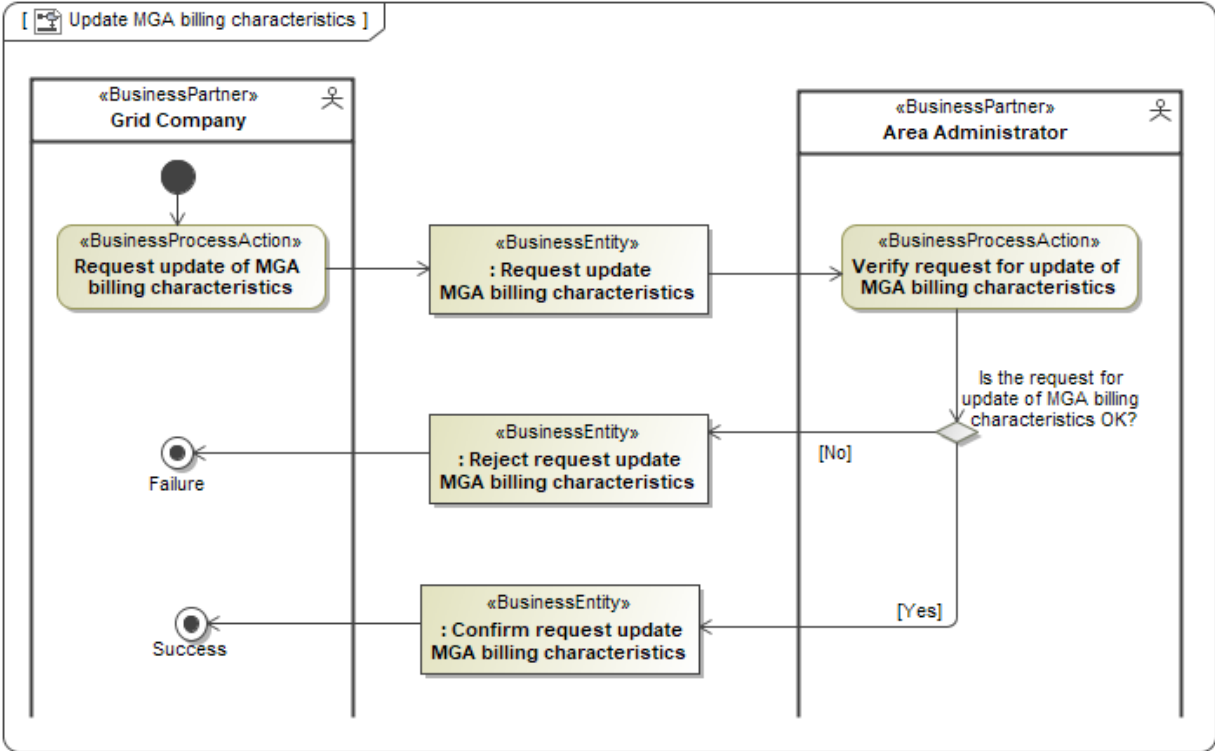 [ Update MGA billing characteristics ]
«BusinessPartner»
Grid Company
«BusinessPartner»
Area Administrator
«BusinessProcessAction»
Request update of MGA
billing characteristics
«BusinessEntity»
: Request update
MGA billing characteristics
«BusinessProcessAction»
Verify request for update of
MGA billing characteristics
Is the request for
update of MGA billing
characteristics OK?
«BusinessEntity»
: Reject request update
MGA billing characteristics
[No]
Failure
«BusinessEntity»
: Confirm request update
MGA billing characteristics
[Yes]
Success